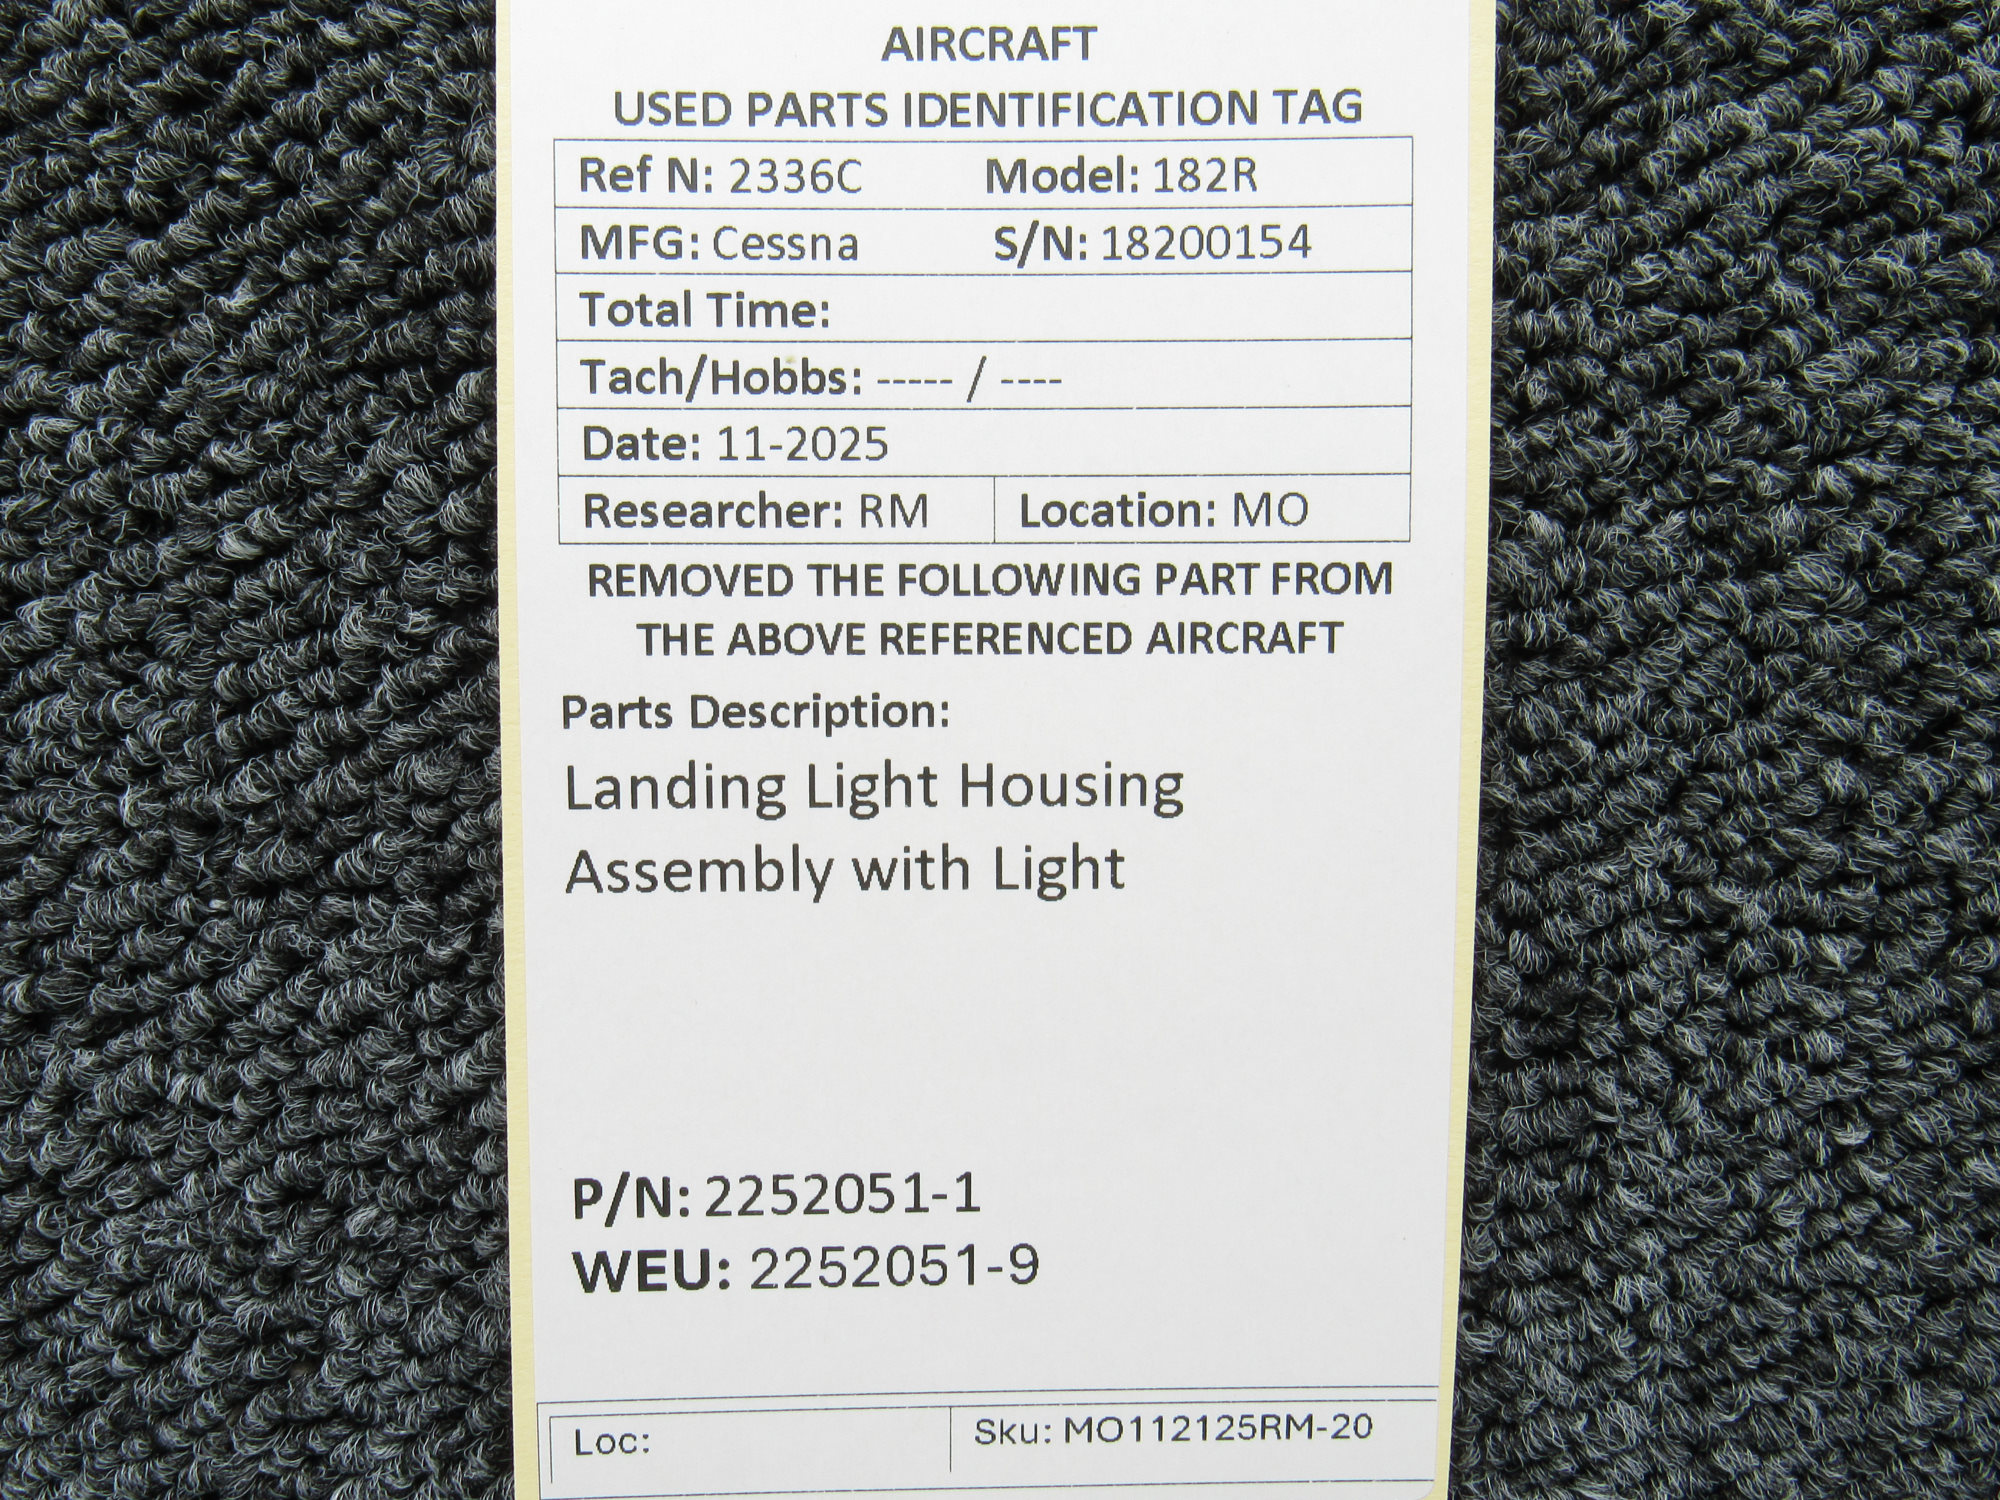 AIRCRAFT
USED PARTS IDENTIFICATION TAG
Ref N: 2336C Model: 182R
MFG: Cessna S/N: 18200154
Total Time:
Tach/Hobbs: ----- / ----
Date: 11-2025
Researcher: RM Location: MO
REMOVED THE FOLLOWING PART FROM
THE ABOVE REFERENCED AIRCRAFT
Parts Description:
Landing Light Housing
Assembly with Light
P/N: 2252051-1
WEU: 2252051-9
Loc: Sku: MO112125RM-20